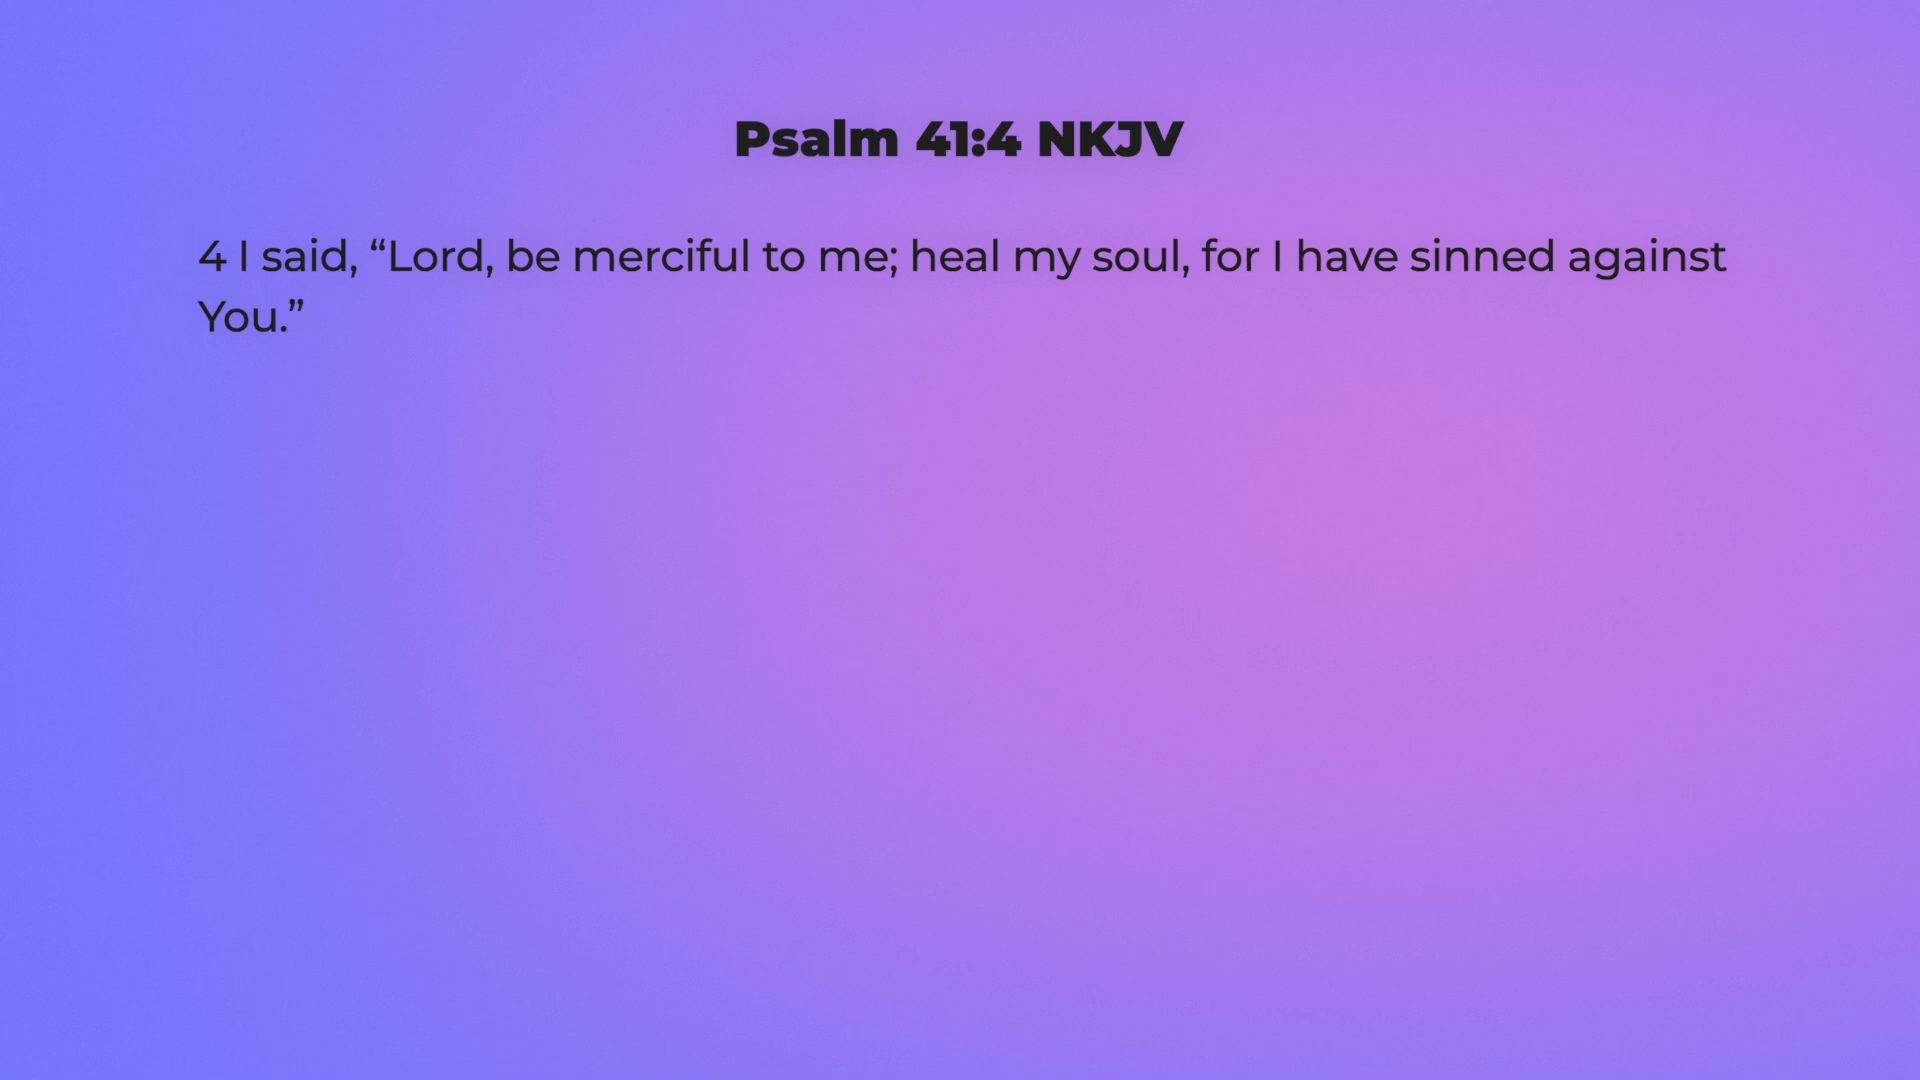 Psalm 41:4 NKJV
4 I said, “Lord, be merciful to me; heal my soul, for I have sinned against
You.”